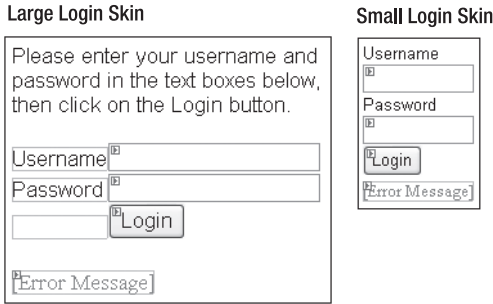 Large Login Skin
Please enter your username and
password in the text boxes below,
then click on the Login button.
Username
Password
Login
[Error Message]
Small Login Skin
Username
Password
Login
[Error Message]